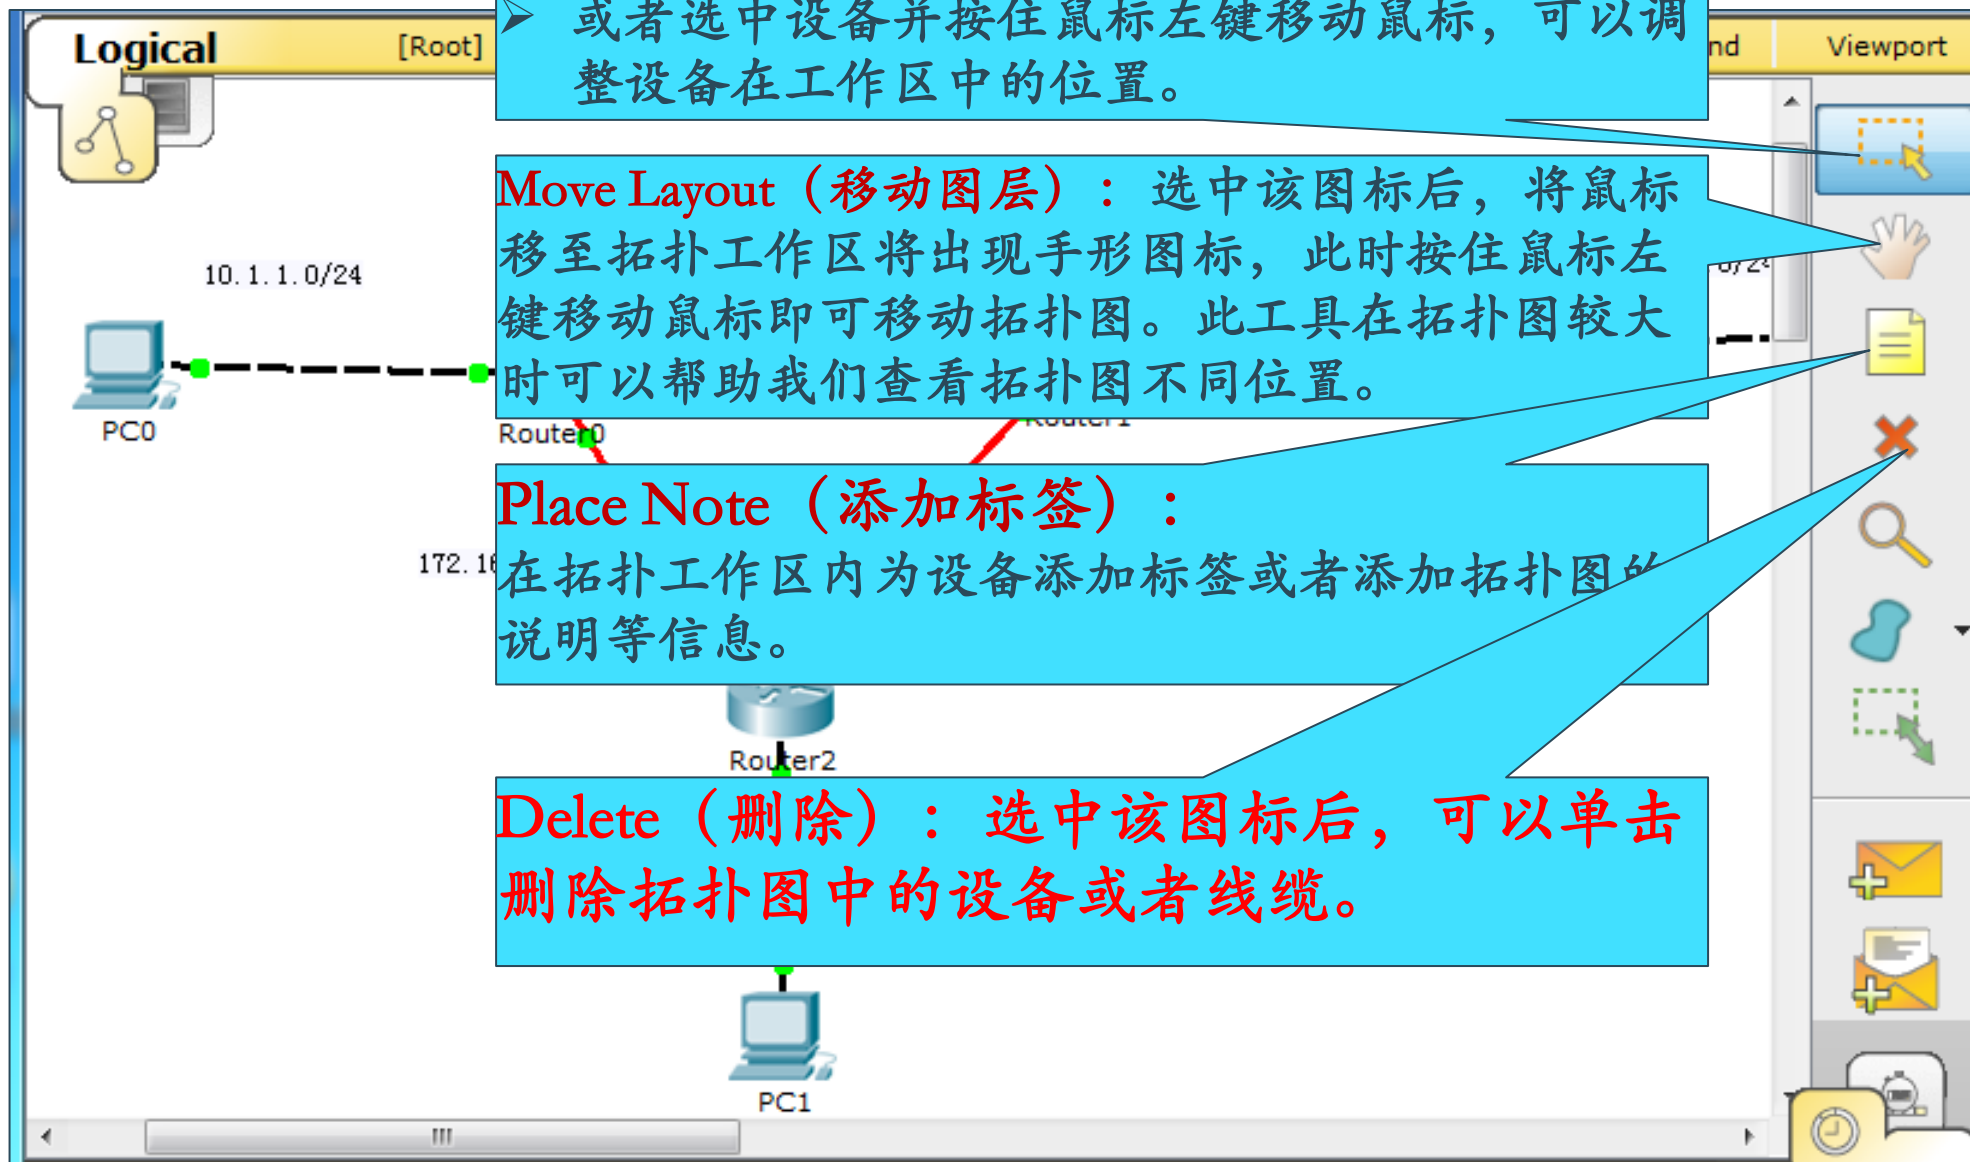 Logical
[Root]
nd
Viewport
➢ 或者选中设备并按住鼠标左键移动鼠标，可以调
整设备在工作区中的位置。
Move Layout（移动图层）：选中该图标后，将鼠标
移至拓扑工作区将出现手形图标，此时按住鼠标左
键移动鼠标即可移动拓扑图。此工具在拓扑图较大
时可以帮助我们查看拓扑图不同位置。
10.1.1.0/24
PC0
Router0
Router1
Place Note（添加标签）：
在拓扑工作区内为设备添加标签或者添加拓扑图的
说明等信息。
172.16
Router2
Delete（删除）：选中该图标后，可以单击
删除拓扑图中的设备或者线缆。
PC1